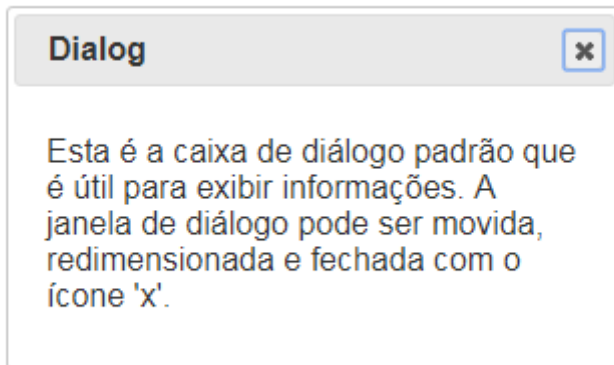 Dialog
Esta é a caixa de diálogo padrão que
é útil para exibir informações. A
janela de diálogo pode ser movida,
redimensionada e fechada com o
ícone 'x'.